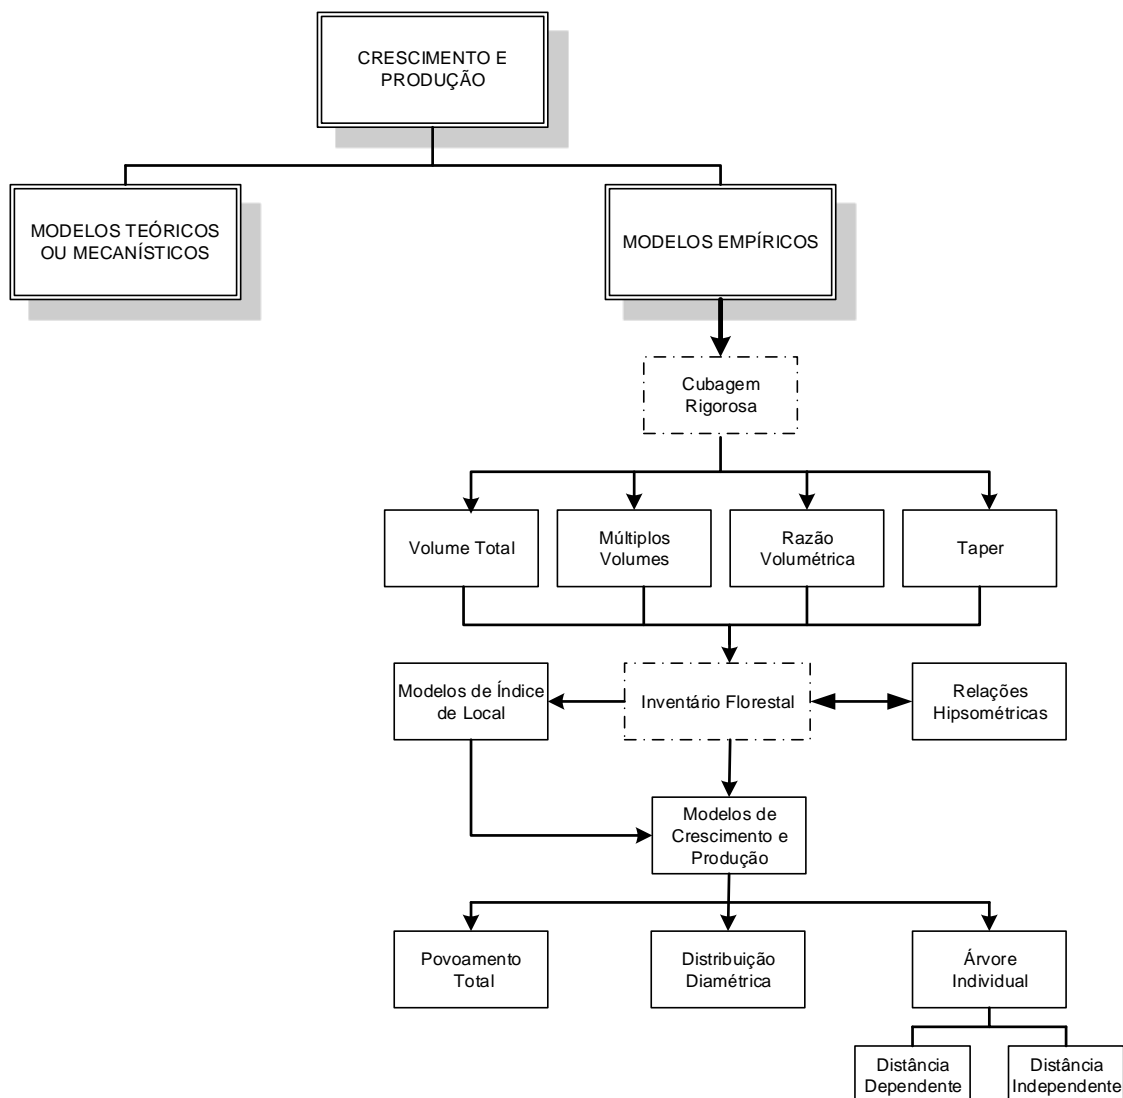 CRESCIMENTO E
PRODUÇÃO
MODELOS TEÓRICOS
OU MECANÍSTICOS
MODELOS EMPÍRICOS
Cubagem
Rigorosa
Volume Total
Múltiplos
Volumes
Razão
Volumétrica
Taper
Modelos de Índice
de Local
Inventário Florestal
Relações
Hipsométricas
Modelos de
Crescimento e
Produção
Povoamento
Total
Distribuição
Diamétrica
Árvore
Individual
Distância
Dependente
Distância
Independente